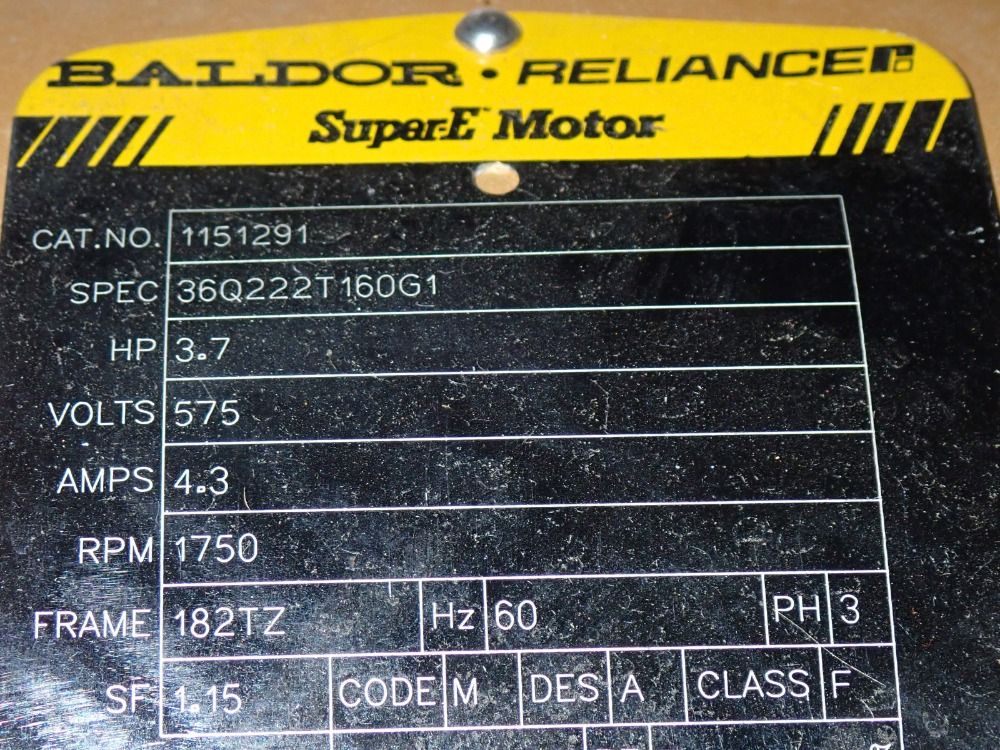 BALDOR • RELIANCE
Super-E™ Motor
CAT.NO. 1151291
SPEC 36Q222T160G1
HP 3.7
VOLTS 575
AMPS 4.3
RPM 1750
FRAME 182TZ Hz 60 PH 3
SF 1.15 CODE M DES A CLASS F